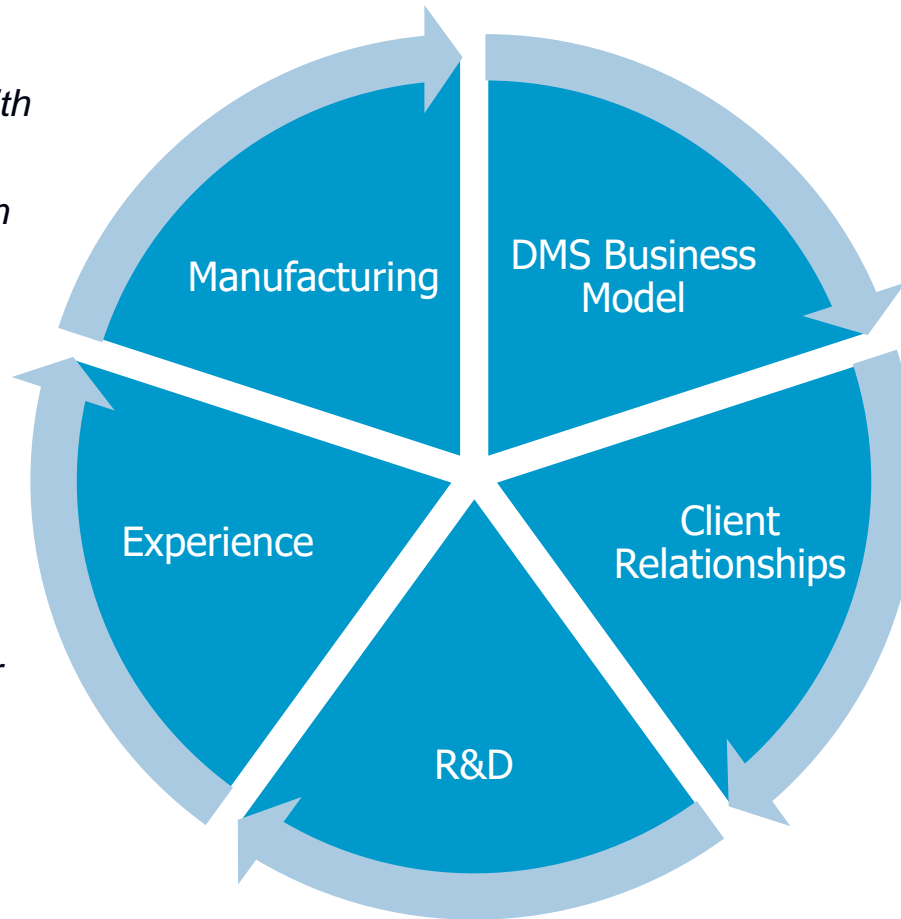 Manufacturing
DMS Business
Model
Client
Relationships
Experience
R&D